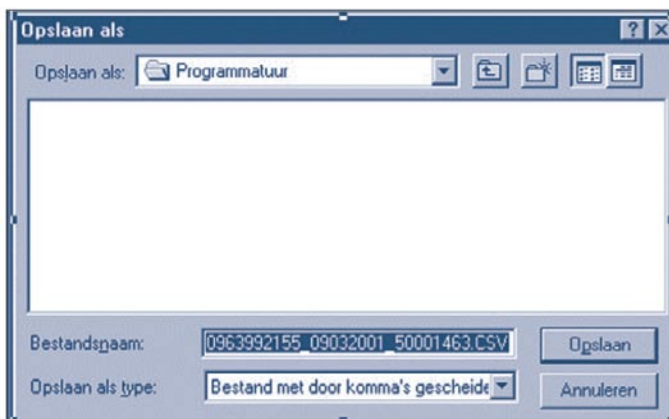 Opslaan als
Opslaan als: Programmatuur
Bestandsnaam: 0963992155_09032001_50001463.CSV Opslaan
Opslaan als type: Bestand met door komma's gescheide Annuleren